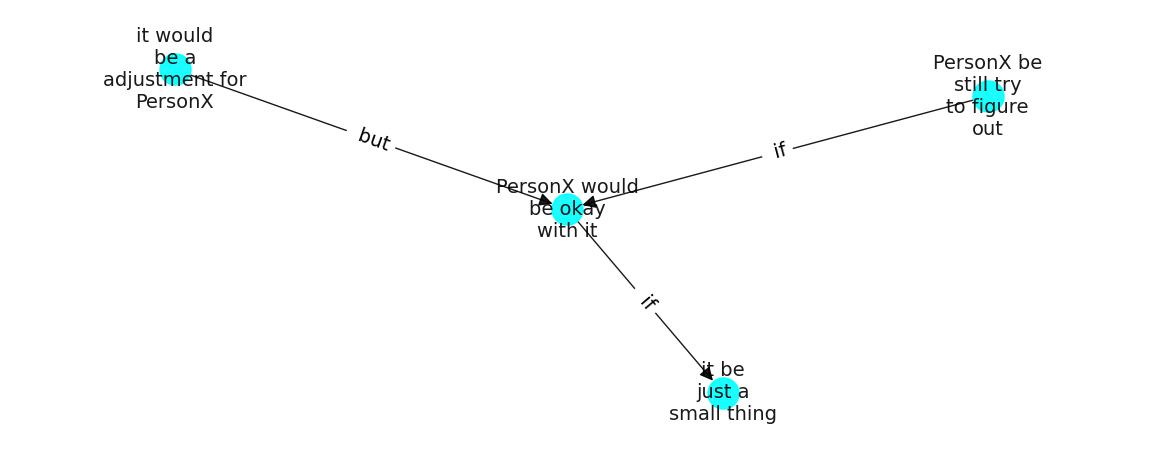 it would
be a
adjustment for
PersonX
PersonX be
still try
to figure
out
but
if
PersonX would
be okay
with it
if
it be
just a
small thing